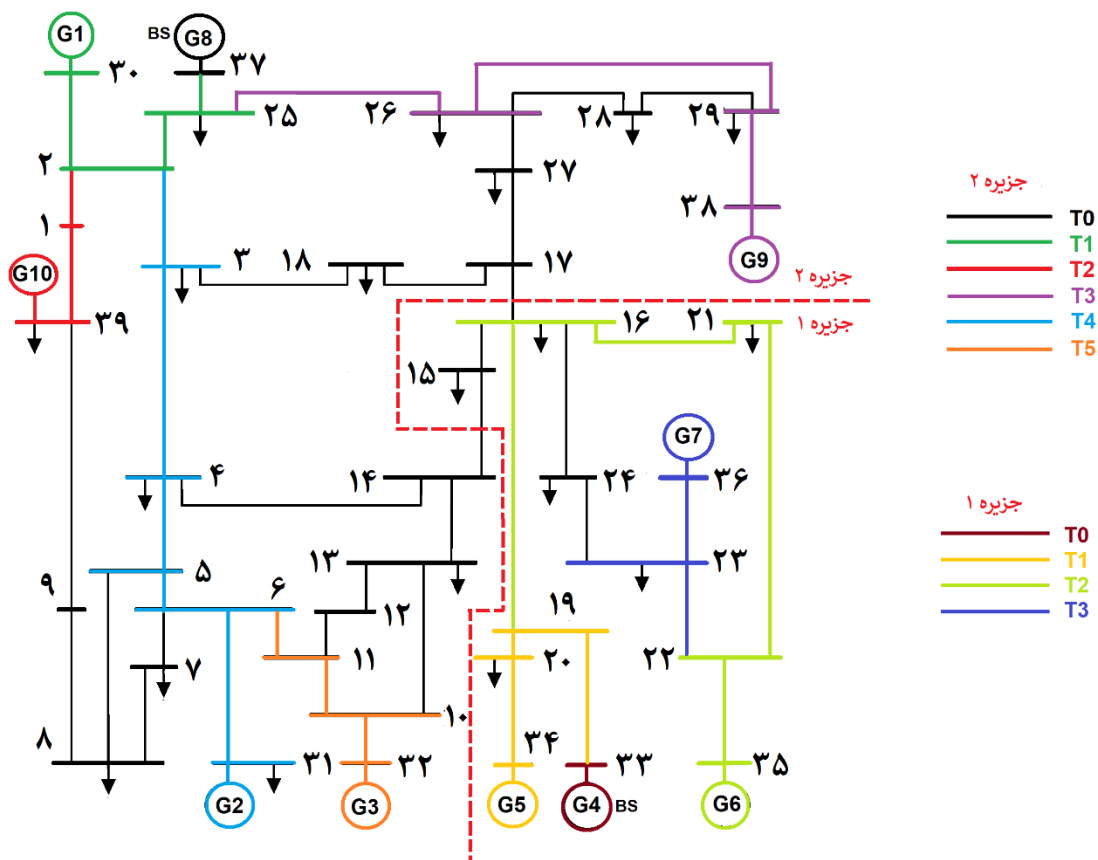 G1
BS G8
۳۰
۳۷
۲۵
۲۶
۲۸
۲۹
۲
۲۷
۱
۳۸
G10
۳
۱۸
۱۷
G9
جزیره ۲
۳۹
۱۶
۲۱
جزیره ۱
۱۵
G7
۴
۱۴
۲۴
۳۶
۱۳
۵
۲۳
۹
۶
۱۲
۱۹
۷
۱۱
۲۰
۲۲
۸
۱۰
۳۱
۳۲
۳۴
۳۳
۳۵
G2
G3
G5
G4 BS
G6
جزیره ۲
T0
T1
T2
T3
T4
T5
جزیره ۱
T0
T1
T2
T3